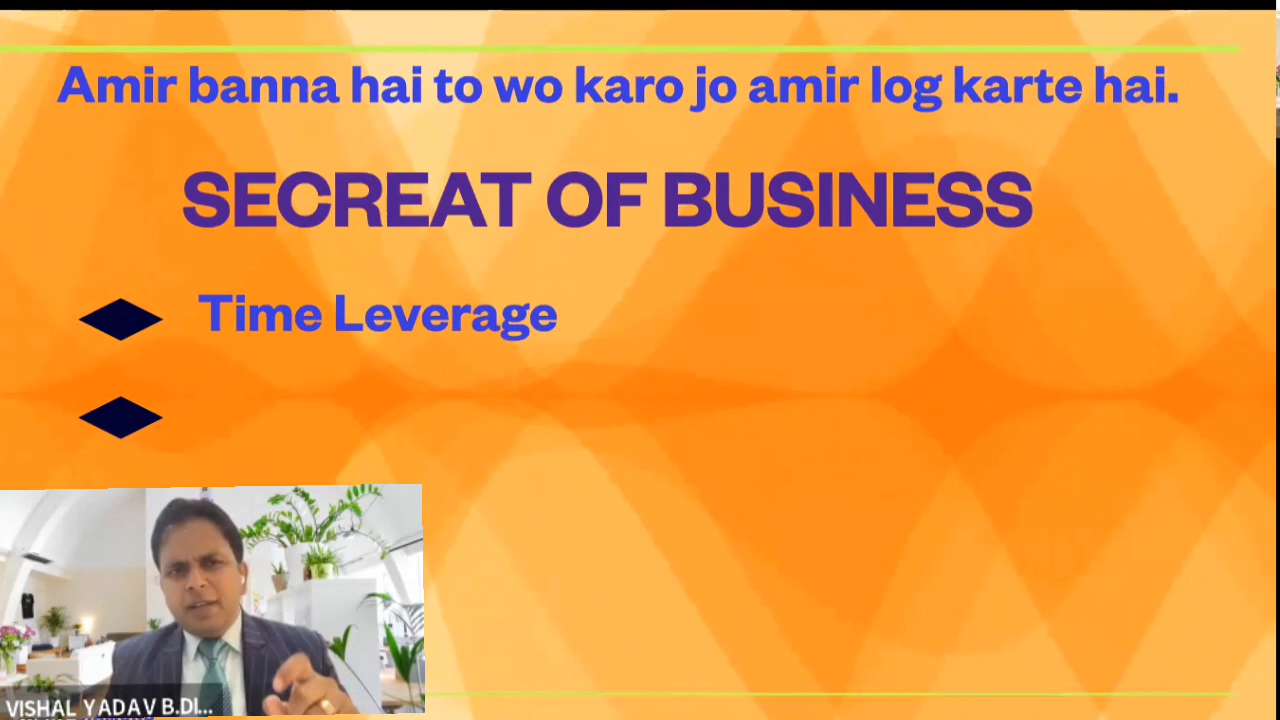 Amir banna hai to wo karo jo amir log karte hai.
SECREAT OF BUSINESS
Time Leverage
VISHAL YADAV B.DI...